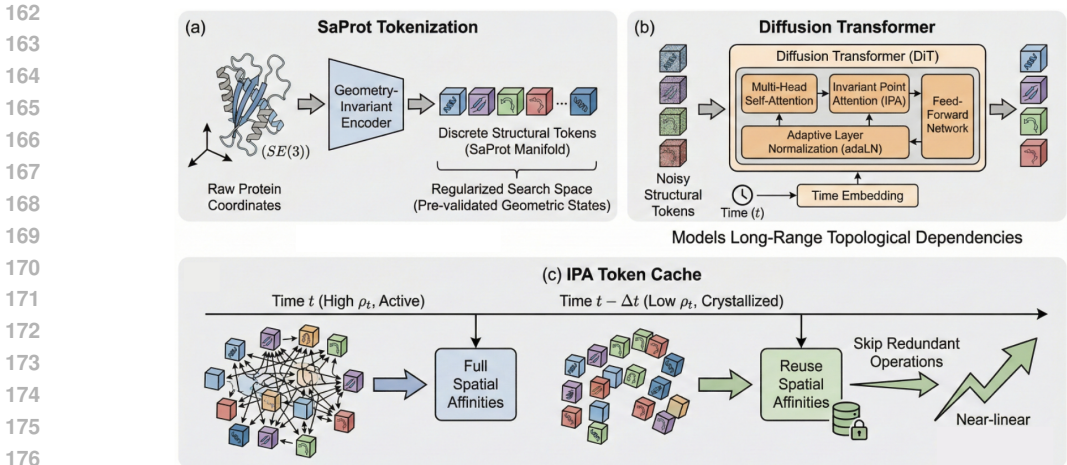 162
163
164
165
166
167
168
169
170
171
172
173
174
175
176
(a) SaProt Tokenization
(SE(3))
Raw Protein
Coordinates
Geometry-
Invariant
Encoder
...
Discrete Structural Tokens
(SaProt Manifold)
Regularized Search Space
(Pre-validated Geometric States)
(b) Diffusion Transformer
Noisy
Structural
Tokens
Diffusion Transformer (DiT)
Multi-Head
Self-Attention
Invariant Point
Attention (IPA)
Feed-
Forward
Network
Adaptive Layer
Normalization (adaLN)
Time (t)
Time Embedding
Models Long-Range Topological Dependencies
(c) IPA Token Cache
Time t (High ρₜ, Active)
Time t − Δt (Low ρₜ, Crystallized)
Full
Spatial
Affinities
Reuse
Spatial
Affinities
Skip Redundant
Operations
Near-linear